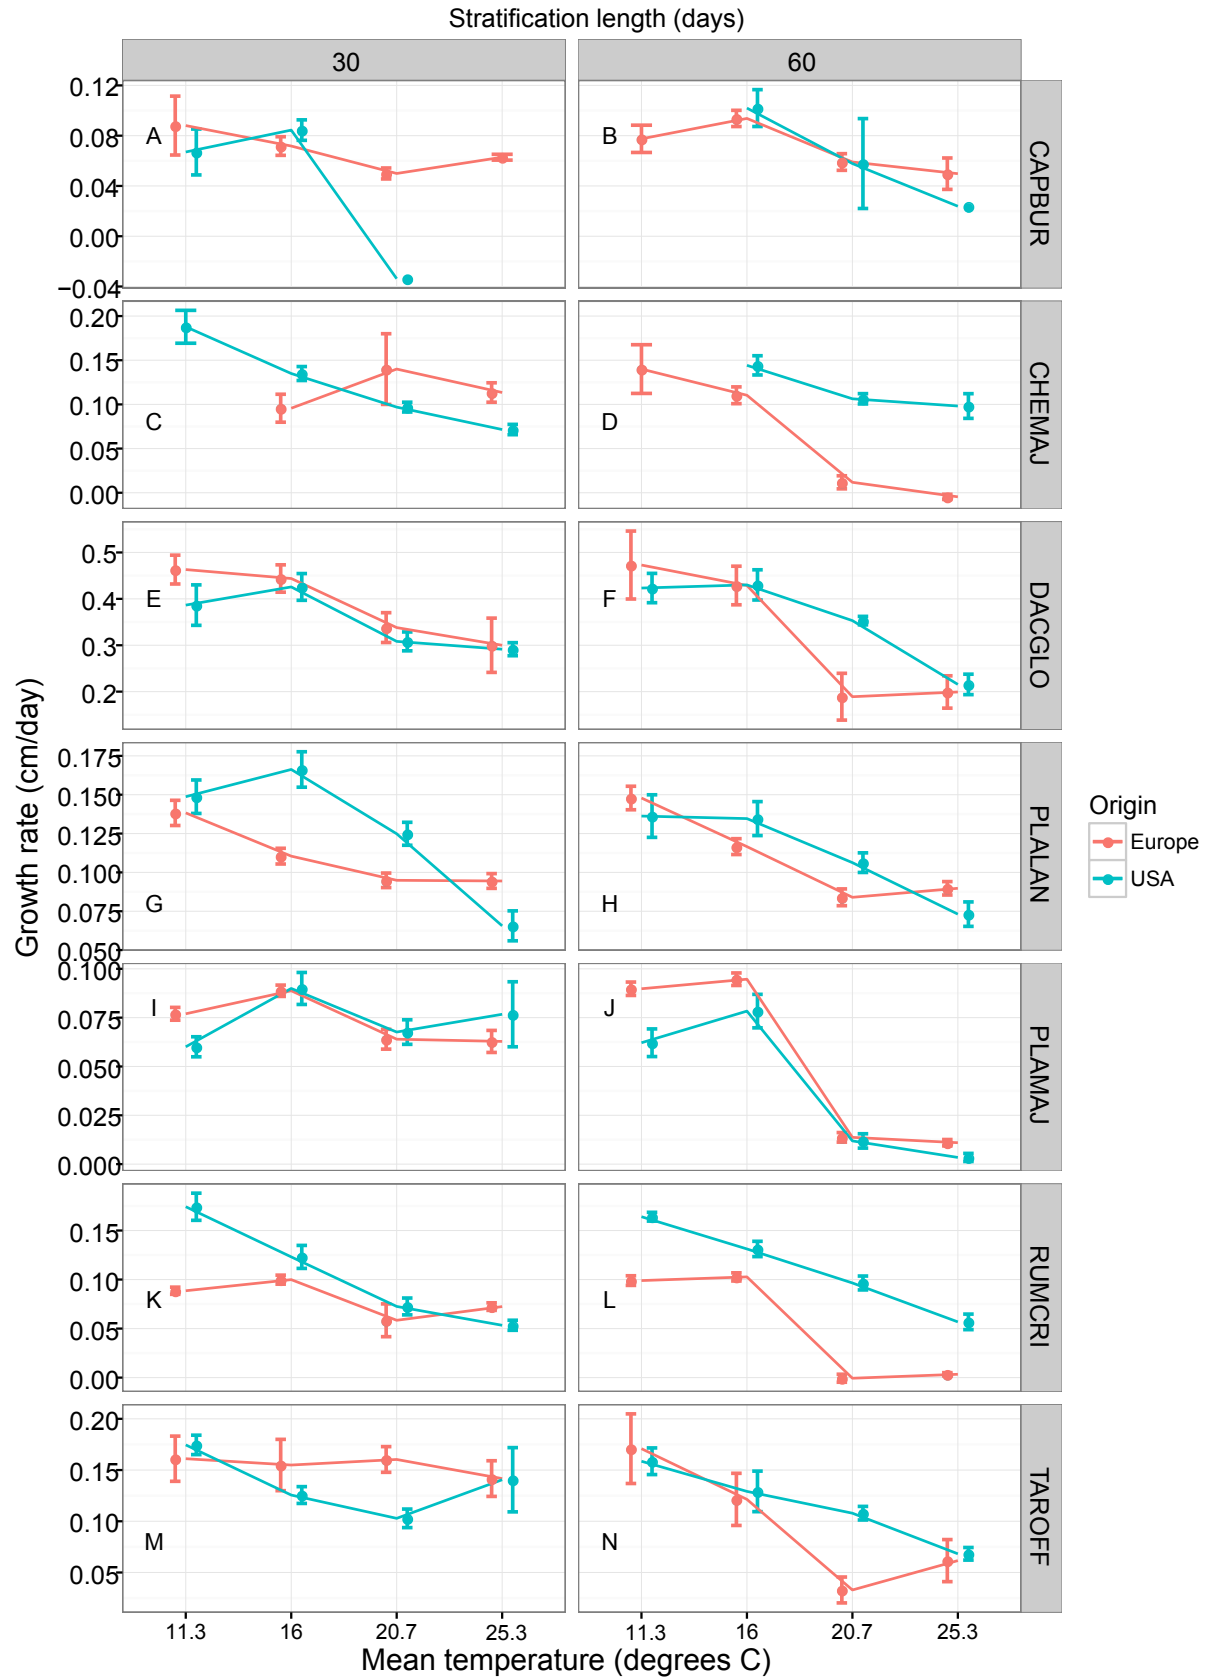 Stratification length (days)
30
60
0.12
0.08
0.04
0.00
−0.04
A
B
CAPBUR
0.20
0.15
0.10
0.05
0.00
C
D
CHEMAJ
0.5
0.4
0.3
0.2
E
F
DACGLO
0.175
0.150
0.125
0.100
0.075
0.050
G
H
PLALAN
0.100
0.075
0.050
0.025
0.000
I
J
PLAMAJ
0.15
0.10
0.05
0.00
K
L
RUMCRI
0.20
0.15
0.10
0.05
M
N
TAROFF
11.3 16 20.7 25.3
11.3 16 20.7 25.3
Mean temperature (degrees C)
Growth rate (cm/day)
Origin
Europe
USA